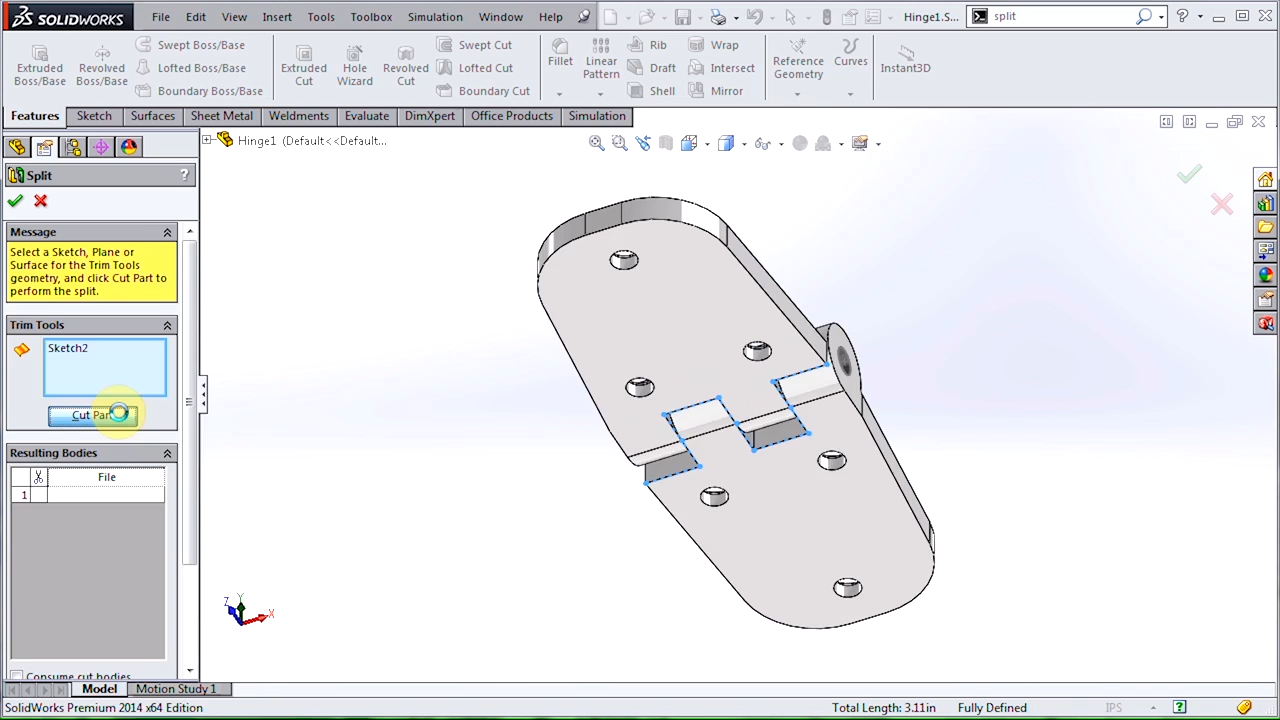 SOLIDWORKS File Edit View Insert Tools Toolbox Simulation Window Help Hinge1.S... split
Extruded Boss/Base
Revolved Boss/Base
Swept Boss/Base
Lofted Boss/Base
Boundary Boss/Base
Extruded Cut
Hole Wizard
Revolved Cut
Swept Cut
Lofted Cut
Boundary Cut
Fillet
Linear Pattern
Rib
Draft
Shell
Wrap
Intersect
Mirror
Reference Geometry
Curves
Instant3D
Features Sketch Surfaces Sheet Metal Weldments Evaluate DimXpert Office Products Simulation
Hinge1 (Default<<Default...
Split ?
Message
Select a Sketch, Plane or
Surface for the Trim Tools
geometry, and click Cut Part to
perform the split.
Trim Tools
Sketch2
Cut Part
Resulting Bodies
File
1
Consume cut bodies
Z Y X
Model Motion Study 1
SolidWorks Premium 2014 x64 Edition Total Length: 3.11in Fully Defined IPS ?